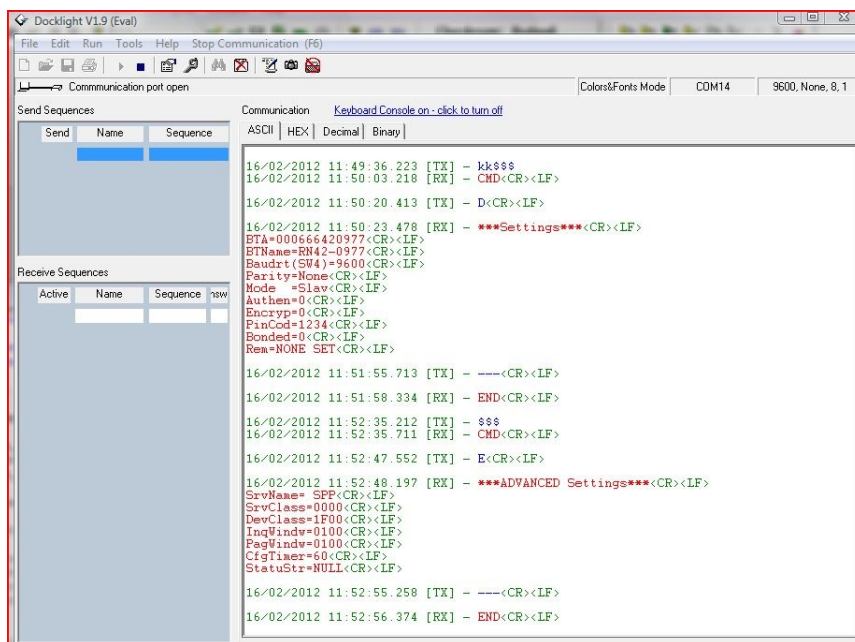 Docklight V1.9 (Eval)
File Edit Run Tools Help Stop Communication (F6)
Commmunication port open Colors&Fonts Mode COM14 9600, None, 8, 1
Send Sequences
Send Name Sequence
Receive Sequences
Active Name Sequence nsw
Communication Keyboard Console on - click to turn off
ASCII HEX Decimal Binary
16/02/2012 11:49:36.223 [TX] - kk$$$
16/02/2012 11:50:03.218 [RX] - CMD<CR><LF>
16/02/2012 11:50:20.413 [TX] - D<CR><LF>
16/02/2012 11:50:23.478 [RX] - ***Settings***<CR><LF>
BTA=000666420977<CR><LF>
BTName=RN42-0977<CR><LF>
Baudrt(SW4)=9600<CR><LF>
Parity=None<CR><LF>
Mode =Slav<CR><LF>
Authen=0<CR><LF>
Encryp=0<CR><LF>
PinCod=1234<CR><LF>
Bonded=0<CR><LF>
Rem=NONE SET<CR><LF>
16/02/2012 11:51:55.713 [TX] - ---<CR><LF>
16/02/2012 11:51:58.334 [RX] - END<CR><LF>
16/02/2012 11:52:35.212 [TX] - $$$
16/02/2012 11:52:35.711 [RX] - CMD<CR><LF>
16/02/2012 11:52:47.552 [TX] - E<CR><LF>
16/02/2012 11:52:48.197 [RX] - ***ADVANCED Settings***<CR><LF>
SrvName= SPP<CR><LF>
SrvClass=0000<CR><LF>
DevClass=1F00<CR><LF>
InqWindw=0100<CR><LF>
PagWindw=0100<CR><LF>
CfgTimer=60<CR><LF>
StatuStr=NULL<CR><LF>
16/02/2012 11:52:55.258 [TX] - ---<CR><LF>
16/02/2012 11:52:56.374 [RX] - END<CR><LF>